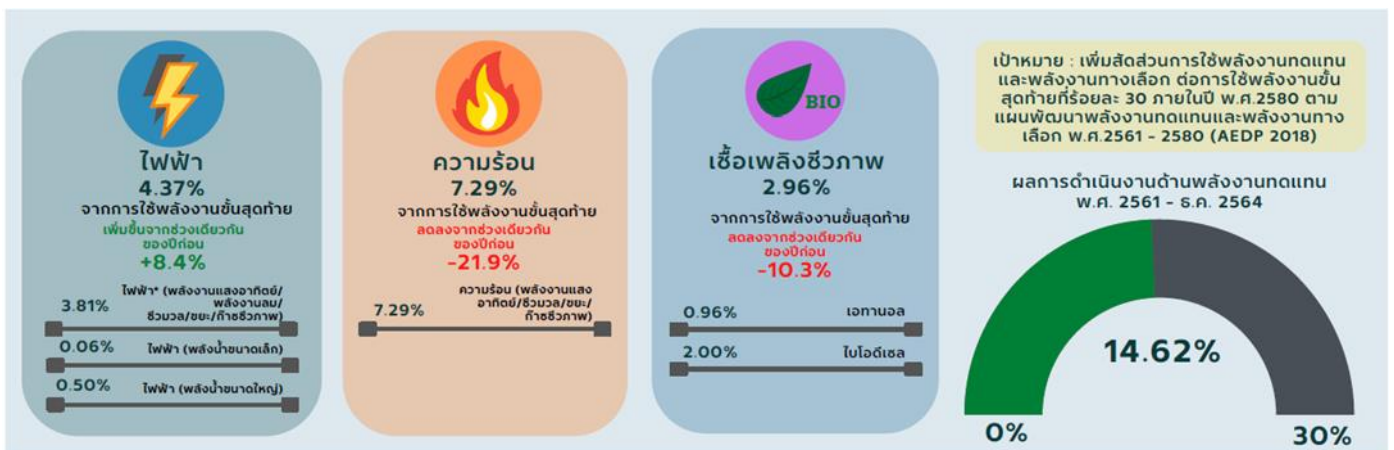 ไฟฟ้า
4.37%
จากการใช้พลังงานขั้นสุดท้าย
เพิ่มขึ้นจากช่วงเดียวกัน
ของปีก่อน
+8.4%
3.81%
ไฟฟ้า* (พลังงานแสงอาทิตย์/
พลังงานลม/
ชีวมวล/ขยะ/ก๊าซชีวภาพ)
0.06%
ไฟฟ้า (พลังน้ำขนาดเล็ก)
0.50%
ไฟฟ้า (พลังน้ำขนาดใหญ่)
ความร้อน
7.29%
จากการใช้พลังงานขั้นสุดท้าย
ลดลงจากช่วงเดียวกัน
ของปีก่อน
-21.9%
7.29%
ความร้อน (พลังงานแสง
อาทิตย์/ชีวมวล/ขยะ/
ก๊าซชีวภาพ)
BIO
เชื้อเพลิงชีวภาพ
2.96%
จากการใช้พลังงานขั้นสุดท้าย
ลดลงจากช่วงเดียวกัน
ของปีก่อน
-10.3%
0.96%
เอทานอล
2.00%
ไบโอดีเซล
เป้าหมาย : เพิ่มสัดส่วนการใช้พลังงานทดแทน
และพลังงานทางเลือก ต่อการใช้พลังงานขั้น
สุดท้ายที่ร้อยละ 30 ภายในปี พ.ศ.2580 ตาม
แผนพัฒนาพลังงานทดแทนและพลังงานทาง
เลือก พ.ศ.2561 - 2580 (AEDP 2018)
ผลการดำเนินงานด้านพลังงานทดแทน
พ.ศ. 2561 - ธ.ค. 2564
14.62%
0%
30%